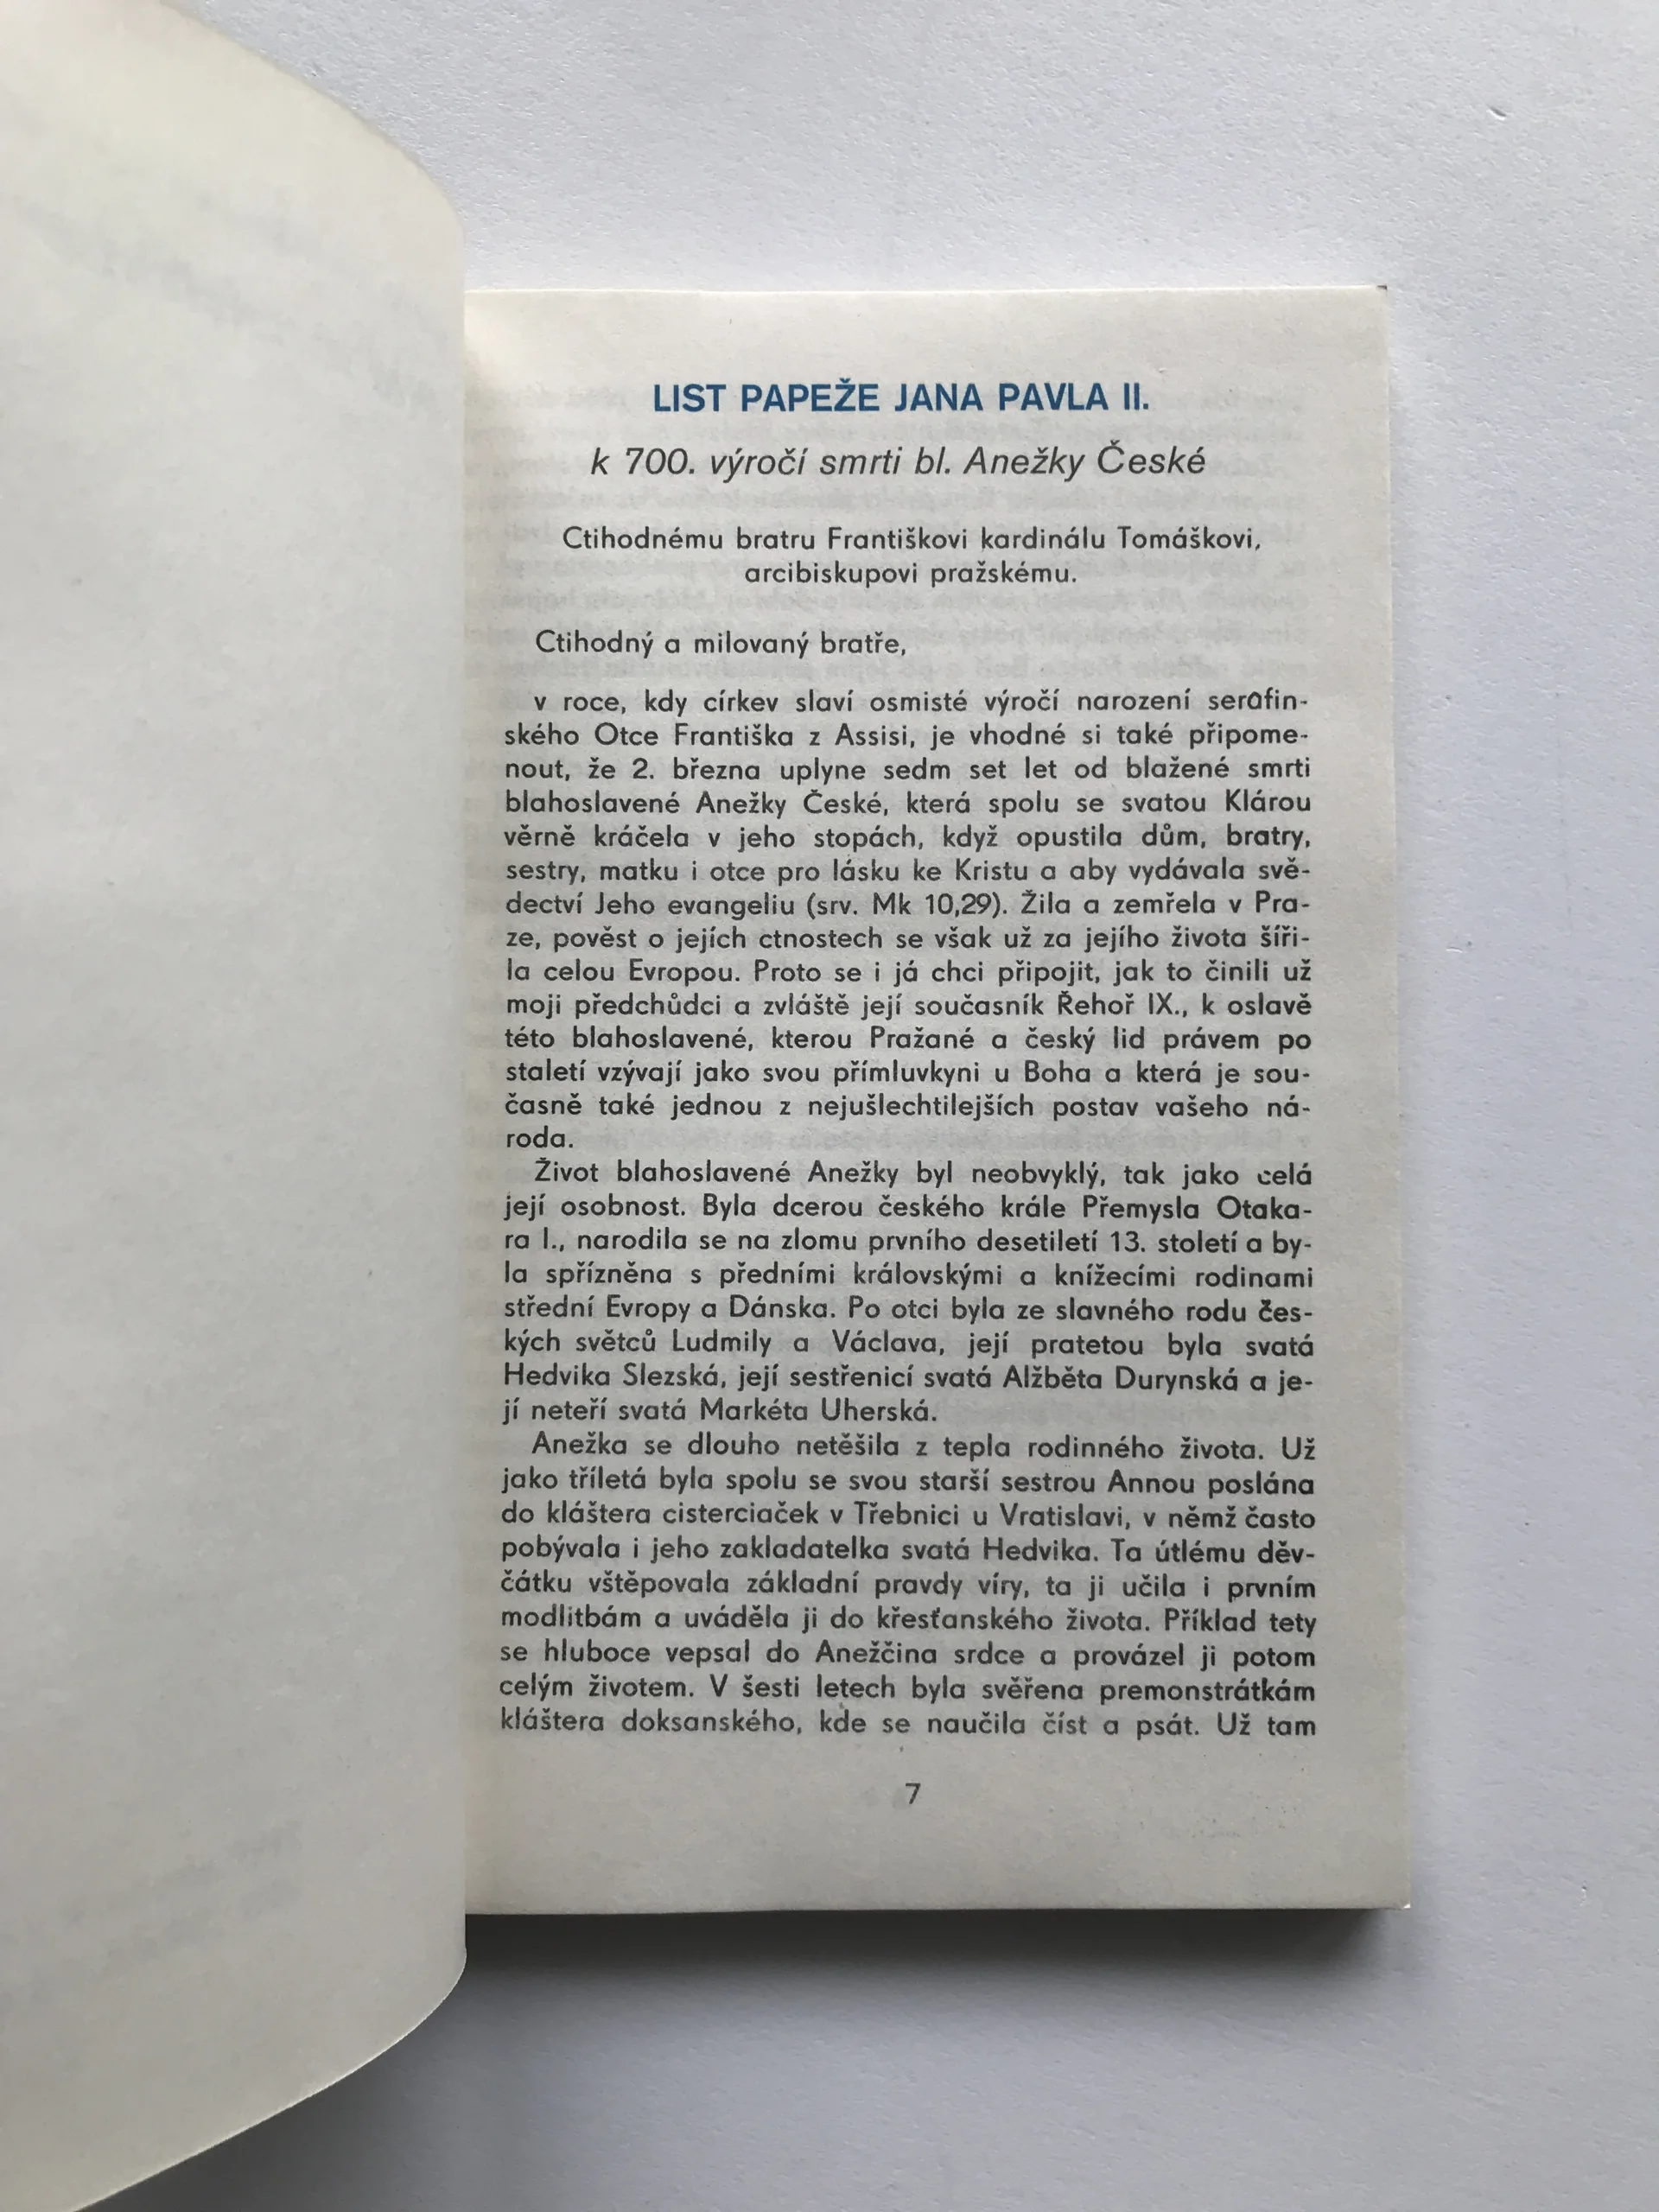 LIST PAPEŽE JANA PAVLA II.
k 700. výročí smrti bl. Anežky České
Ctihodnému bratru Františkovi kardinálu Tomáškovi,
arcibiskupovi pražskému.
Ctihodný a milovaný bratře,
v roce, kdy církev slaví osmisté výročí narození serafin-
ského Otce Františka z Assisi, je vhodné si také připome-
nout, že 2. března uplyne sedm set let od blažené smrti
blahoslavené Anežky České, která spolu se svatou Klárou
věrně kráčela v jeho stopách, když opustila dům, bratry,
sestry, matku i otce pro lásku ke Kristu a aby vydávala svě-
dectví Jeho evangeliu (srv. Mk 10,29). Žila a zemřela v Pra-
ze, pověst o jejích ctnostech se však už za jejího života šíři-
la celou Evropou. Proto se i já chci připojit, jak to činili už
moji předchůdci a zvláště její současník Řehoř IX., k oslavě
této blahoslavené, kterou Pražané a český lid právem po
staletí vzývají jako svou přímluvkyni u Boha a která je sou-
časně také jednou z nejušlechtilejších postav vašeho ná-
roda.
Život blahoslavené Anežky byl neobvyklý, tak jako celá
její osobnost. Byla dcerou českého krále Přemysla Otaka-
ra I., narodila se na zlomu prvního desetiletí 13. století a by-
la spřízněna s předními královskými a knížecími rodinami
střední Evropy a Dánska. Po otci byla ze slavného rodu čes-
kých světců Ludmily a Václava, její pratetou byla svatá
Hedvika Slezská, její sestřenicí svatá Alžběta Durynská a je-
jí neteří svatá Markéta Uherská.
Anežka se dlouho netěšila z tepla rodinného života. Už
jako tříletá byla spolu se svou starší sestrou Annou poslána
do kláštera cisterciaček v Třebnici u Vratislavi, v němž často
pobývala i jeho zakladatelka svatá Hedvika. Ta útlému děv-
čátku vštěpovala základní pravdy víry, ta ji učila i prvním
modlitbám a uváděla ji do křesťanského života. Příklad tety
se hluboce vepsal do Anežčina srdce a provázel ji potom
celým životem. V šesti letech byla svěřena premonstrátkám
kláštera doksanského, kde se naučila číst a psát. Už tam
7